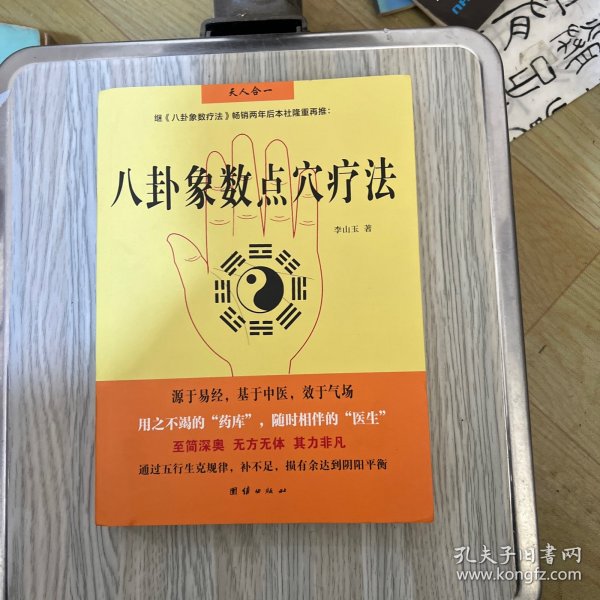 天人合一
继《八卦象数疗法》畅销两年后本社隆重再推：
八卦象数点穴疗法
李山玉 著
源于易经，基于中医，效于气场
用之不竭的“药库”，随时相伴的“医生”
至简深奥 无方无体 其力非凡
通过五行生克规律，补不足，损有余达到阴阳平衡
团结出版社
孔夫子旧书网
www.kongfz.com